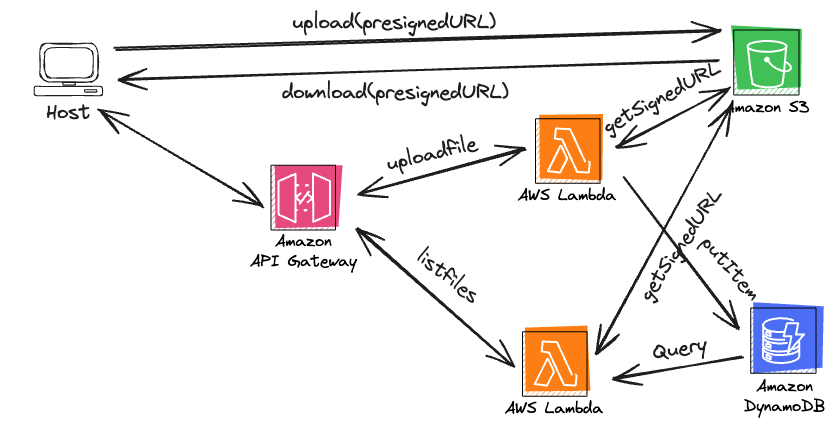 upload(presignedURL)
download(presignedURL)
Host
getSignedURL
Amazon S3
uploadfile
AWS Lambda
Amazon
API Gateway
listfiles
getSignedURL
putItem
Query
AWS Lambda
Amazon
DynamoDB